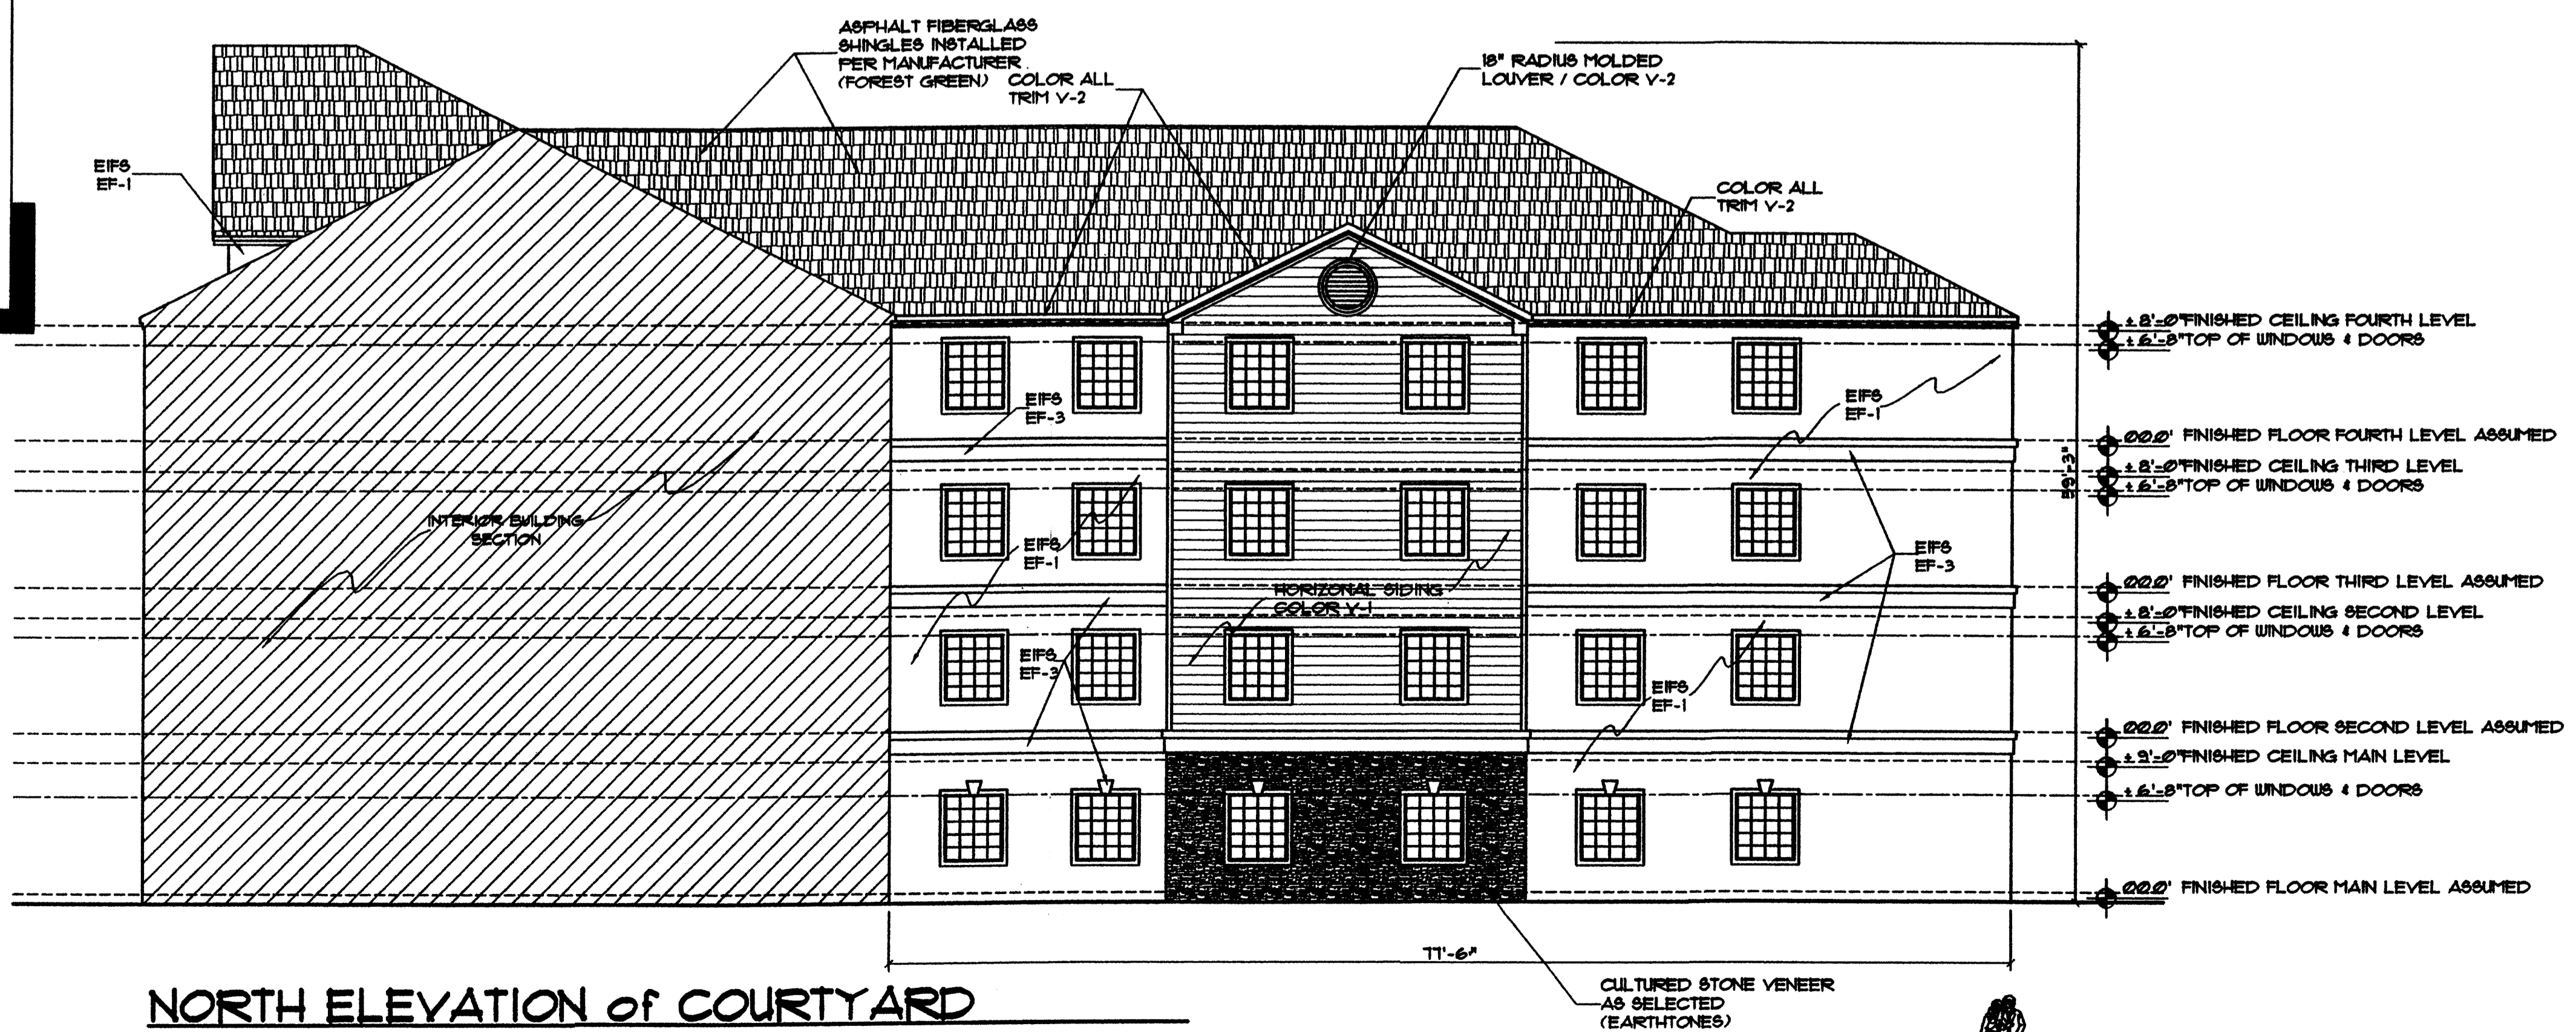 ASPHALT FIBERGLASS
SHINGLES INSTALLED
PER MANUFACTURER
(FOREST GREEN)
COLOR ALL
TRIM V-2
18" RADIUS MOLDED
LOUVER / COLOR V-2
EIFS
EF-1
COLOR ALL
TRIM V-2
±8'-0" FINISHED CEILING FOURTH LEVEL
±6'-8" TOP OF WINDOWS & DOORS
EIFS
EF-3
EIFS
EF-1
00.0' FINISHED FLOOR FOURTH LEVEL ASSUMED
±8'-0" FINISHED CEILING THIRD LEVEL
±6'-8" TOP OF WINDOWS & DOORS
59'-3"
INTERIOR BUILDING
SECTION
EIFS
EF-1
EIFS
EF-3
HORIZONAL SIDING
COLOR V-1
00.0' FINISHED FLOOR THIRD LEVEL ASSUMED
±8'-0" FINISHED CEILING SECOND LEVEL
±6'-8" TOP OF WINDOWS & DOORS
EIFS
EF-3
EIFS
EF-1
00.0' FINISHED FLOOR SECOND LEVEL ASSUMED
±9'-0" FINISHED CEILING MAIN LEVEL
±6'-8" TOP OF WINDOWS & DOORS
00.0' FINISHED FLOOR MAIN LEVEL ASSUMED
77'-6"
CULTURED STONE VENEER
AS SELECTED
(EARTHTONES)
NORTH ELEVATION of COURTYARD